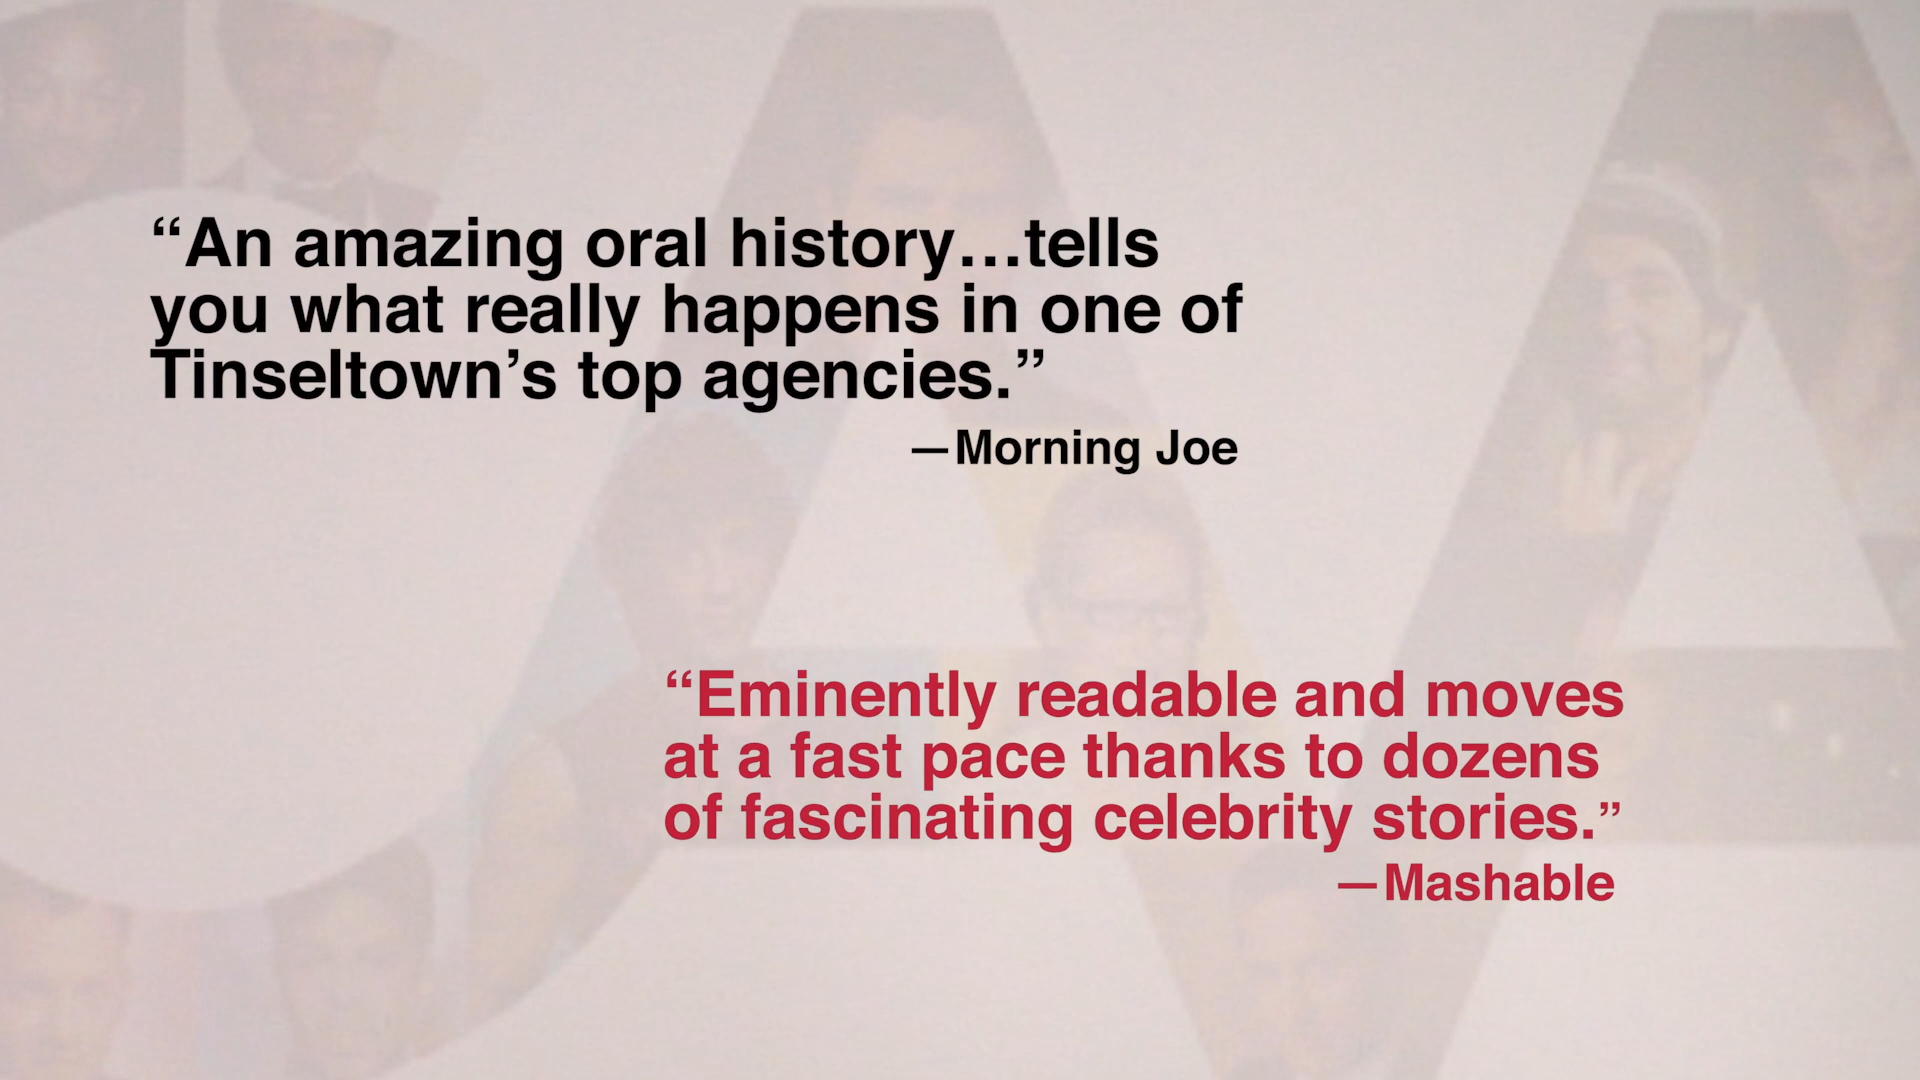 “An amazing oral history…tells
you what really happens in one of
Tinseltown’s top agencies.”
—Morning Joe
“Eminently readable and moves
at a fast pace thanks to dozens
of fascinating celebrity stories.”
—Mashable
CAA